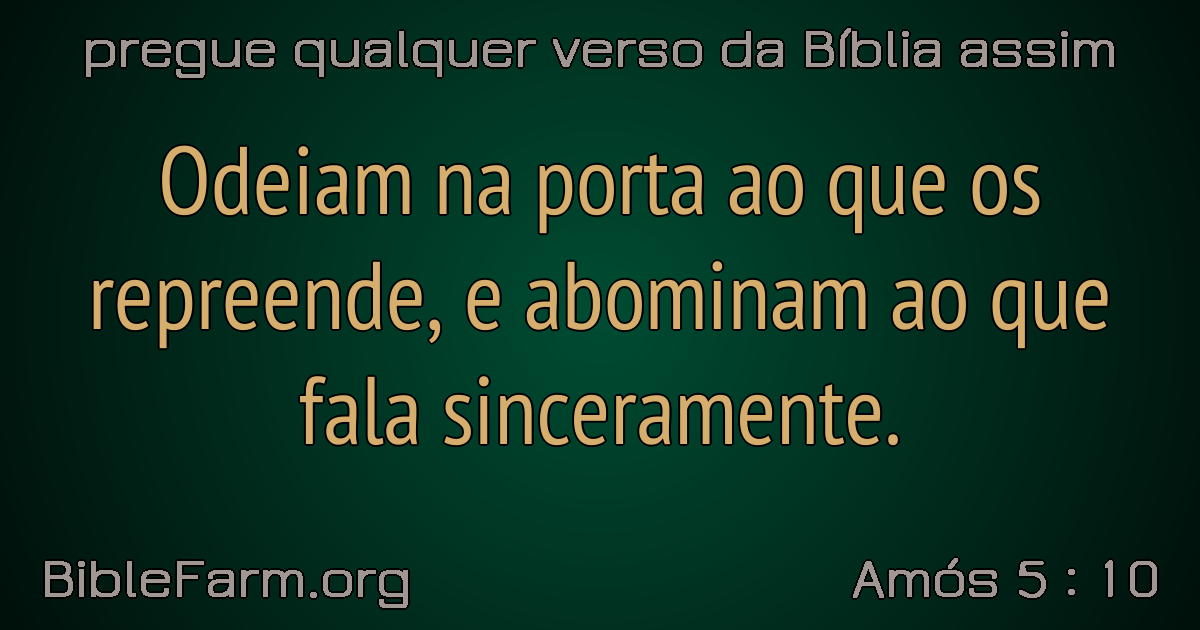 pregue qualquer verso da Bíblia assim
Odeiam na porta ao que os
repreende, e abominam ao que
fala sinceramente.
BibleFarm.org
Amós 5 : 10